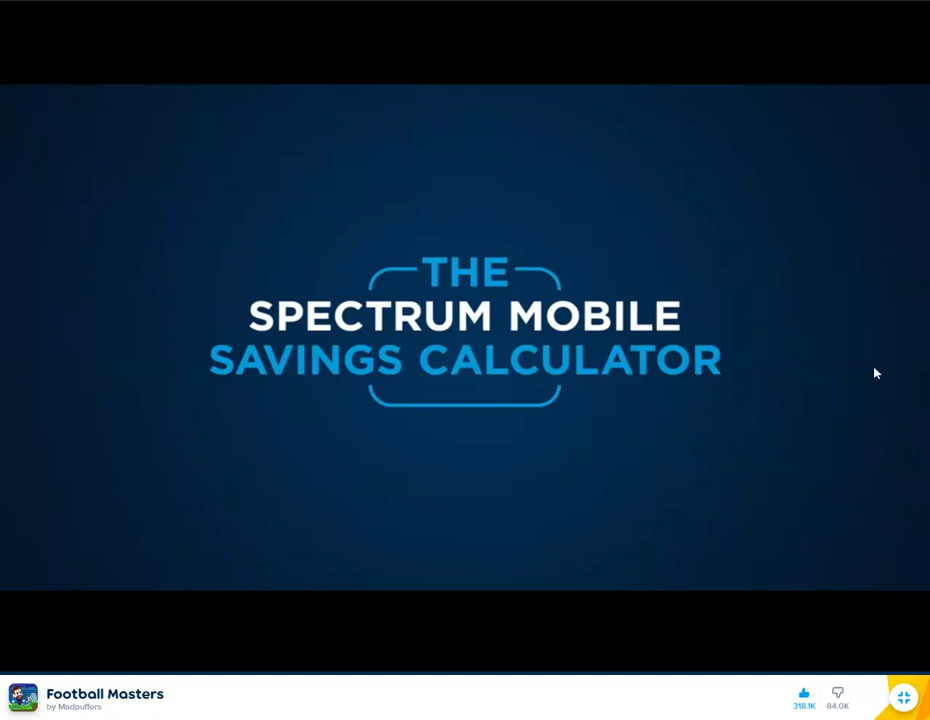 THE
SPECTRUM MOBILE
SAVINGS CALCULATOR
Football Masters
by Madpuffers
318.1K
84.0K